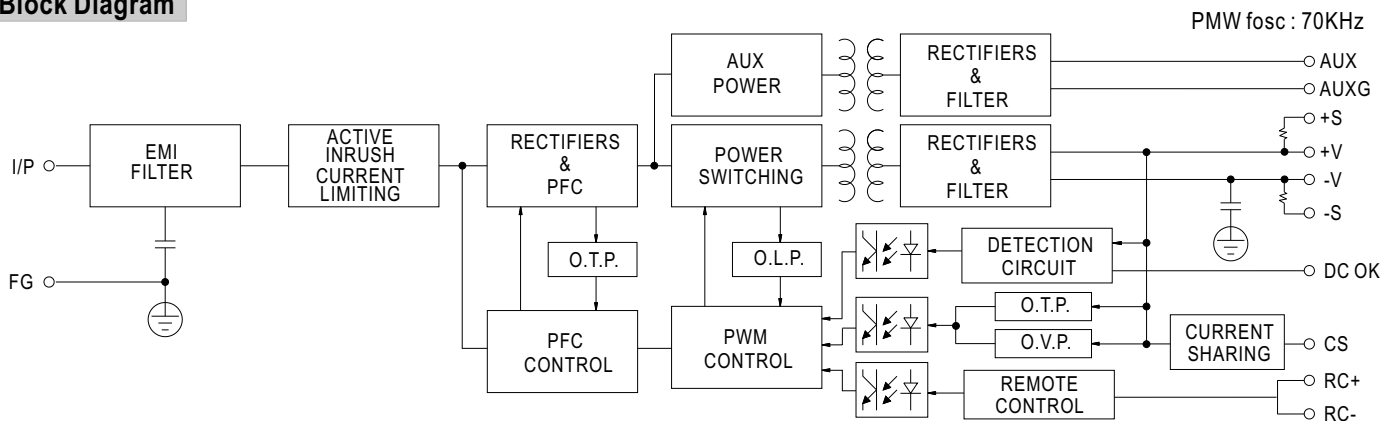 Block Diagram
PMW fosc : 70KHz
I/P
FG
EMI
FILTER
ACTIVE
INRUSH
CURRENT
LIMITING
RECTIFIERS
&
PFC
O.T.P.
PFC
CONTROL
AUX
POWER
POWER
SWITCHING
O.L.P.
PWM
CONTROL
RECTIFIERS
&
FILTER
RECTIFIERS
&
FILTER
DETECTION
CIRCUIT
O.T.P.
O.V.P.
REMOTE
CONTROL
CURRENT
SHARING
AUX
AUXG
+S
+V
-V
-S
DC OK
CS
RC+
RC-